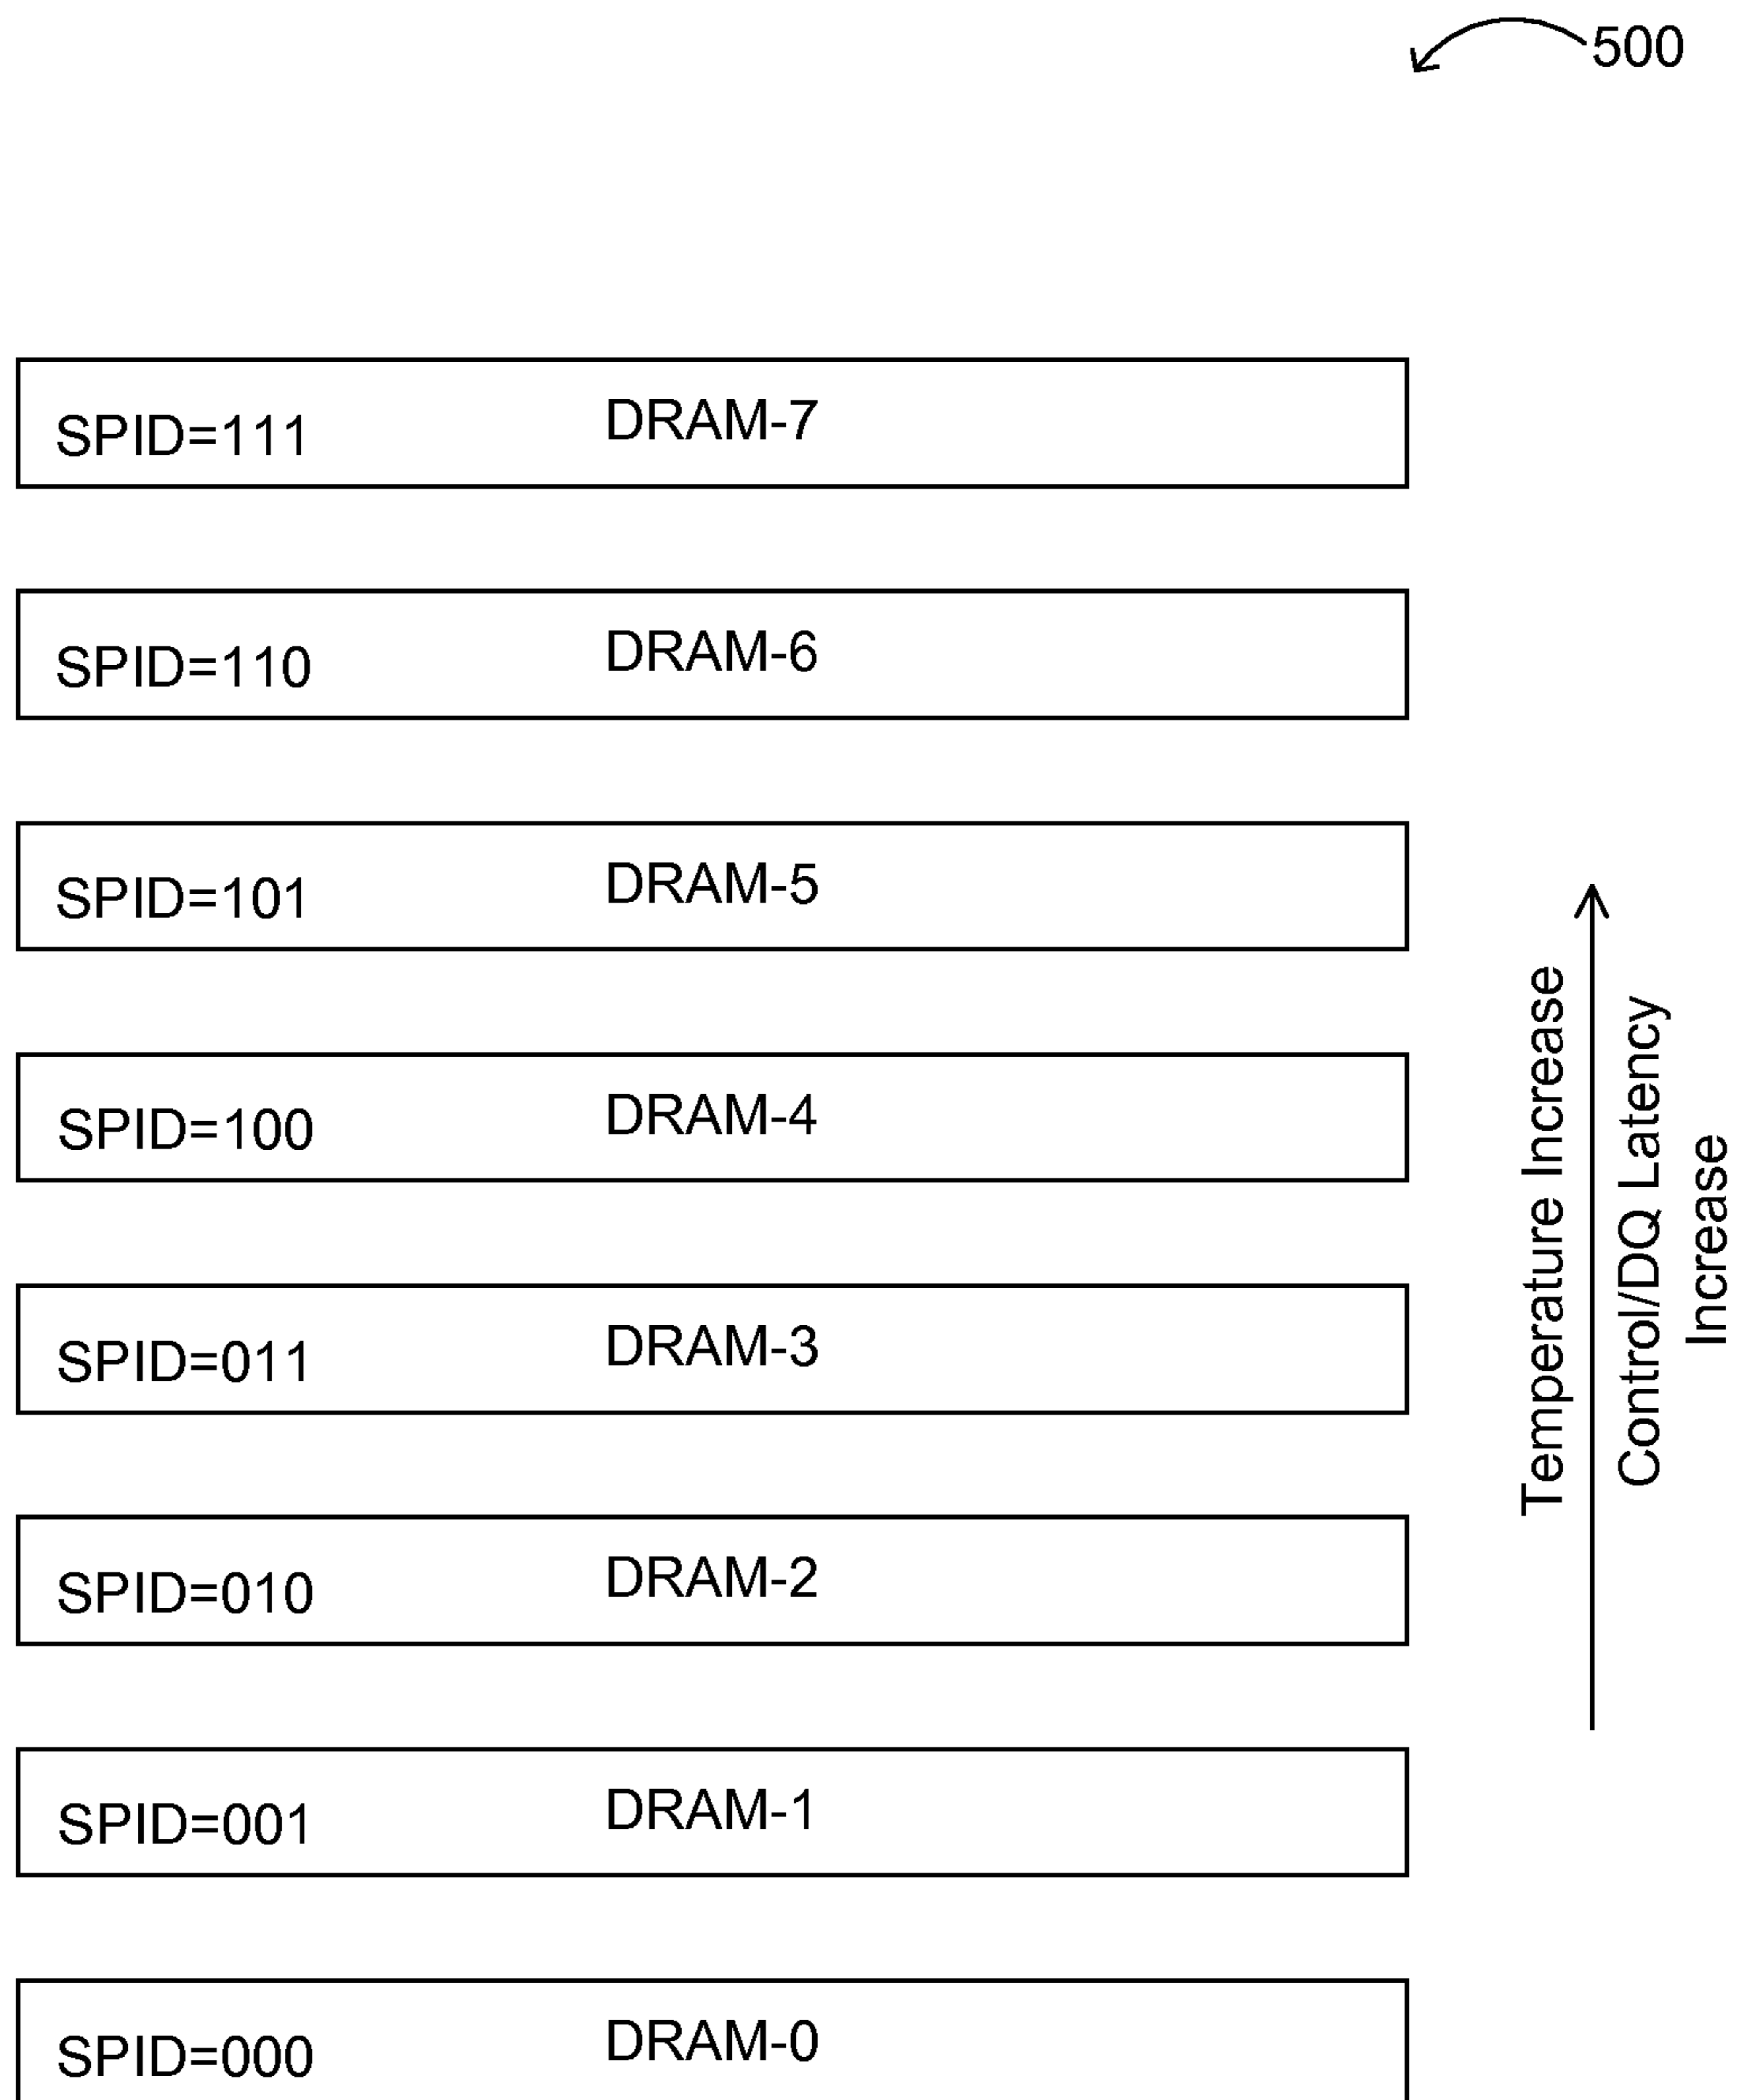 500
SPID=111 DRAM-7
SPID=110 DRAM-6
SPID=101 DRAM-5
SPID=100 DRAM-4
SPID=011 DRAM-3
SPID=010 DRAM-2
SPID=001 DRAM-1
SPID=000 DRAM-0
Temperature Increase
Control/DQ Latency
Increase